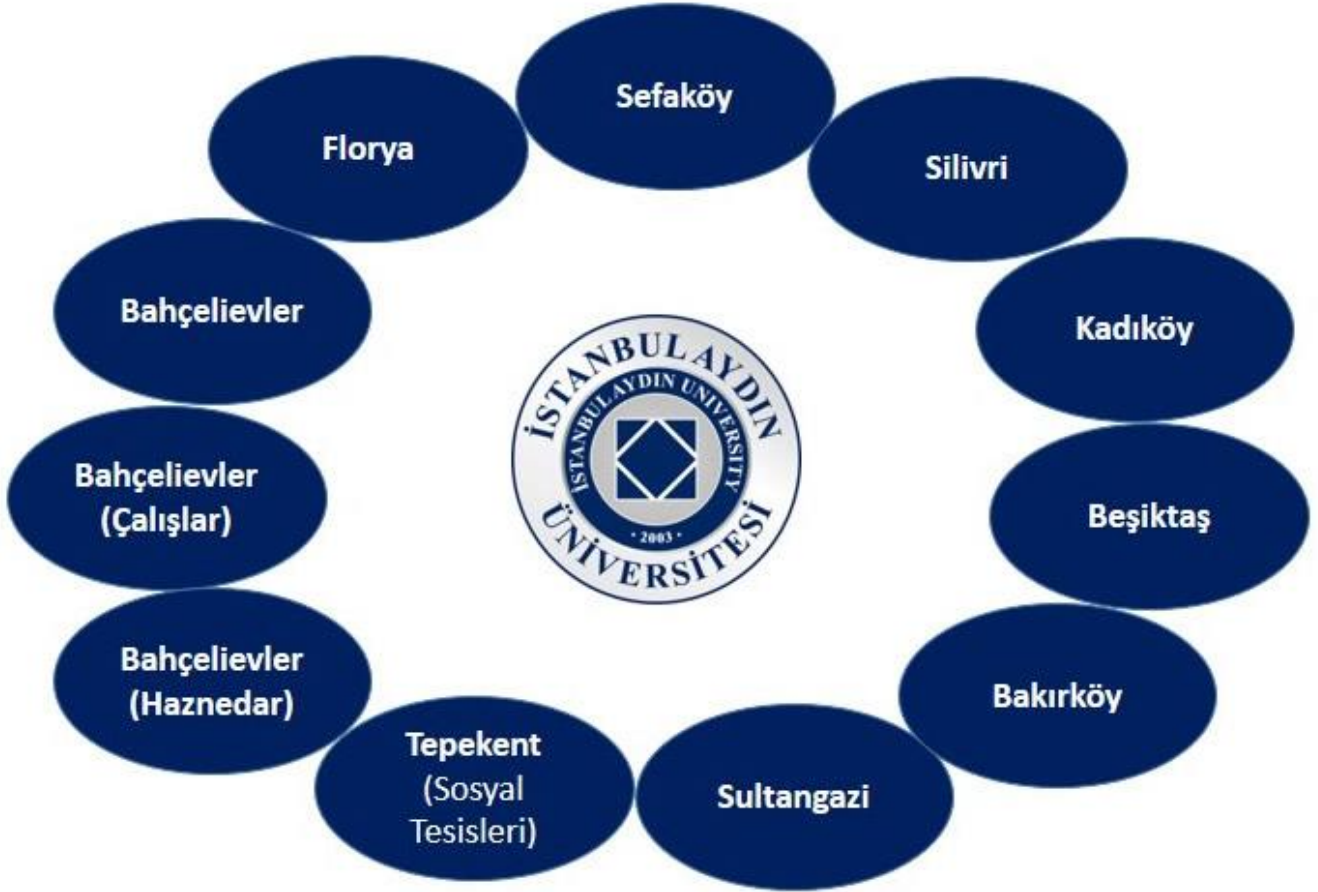 Sefaköy
Florya
Silivri
Bahçelievler
Kadıköy
Bahçelievler
(Çalışlar)
Beşiktaş
Bahçelievler
(Haznedar)
Bakırköy
Tepekent
(Sosyal
Tesisleri)
Sultangazi
İSTANBUL AYDIN
ÜNİVERSİTESİ
İSTANBUL AYDIN UNIVERSITY
· 2003 ·